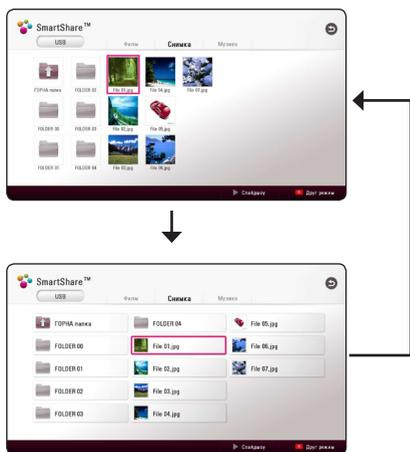 SmartShare™
USB
Филм Снимка Музика
ГОРНА папка FOLDER 02 File 01.jpg File 04.jpg File 07.jpg
FOLDER 00 FOLDER 03 File 02.jpg File 05.jpg
FOLDER 01 FOLDER 04 File 03.jpg File 06.jpg
Слайдшоу Друг режим
SmartShare™
USB
Филм Снимка Музика
ГОРНА папка FOLDER 04 File 05.jpg
FOLDER 00 File 01.jpg File 06.jpg
FOLDER 01 File 02.jpg File 07.jpg
FOLDER 02 File 03.jpg
FOLDER 03 File 04.jpg
Слайдшоу Друг режим